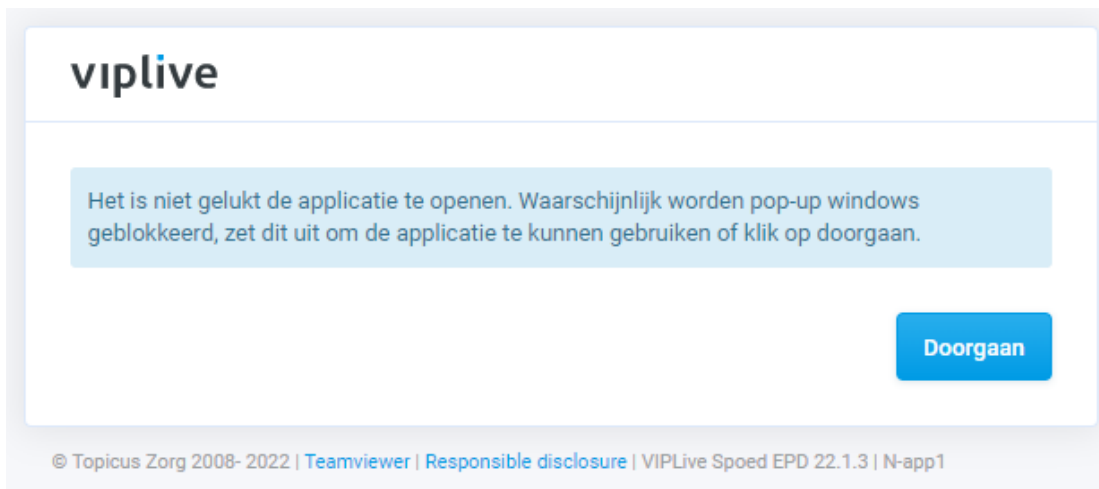 viplive
Het is niet gelukt de applicatie te openen. Waarschijnlijk worden pop-up windows
geblokkeerd, zet dit uit om de applicatie te kunnen gebruiken of klik op doorgaan.
Doorgaan
© Topicus Zorg 2008- 2022 | Teamviewer | Responsible disclosure | VIPLive Spoed EPD 22.1.3 | N-app1